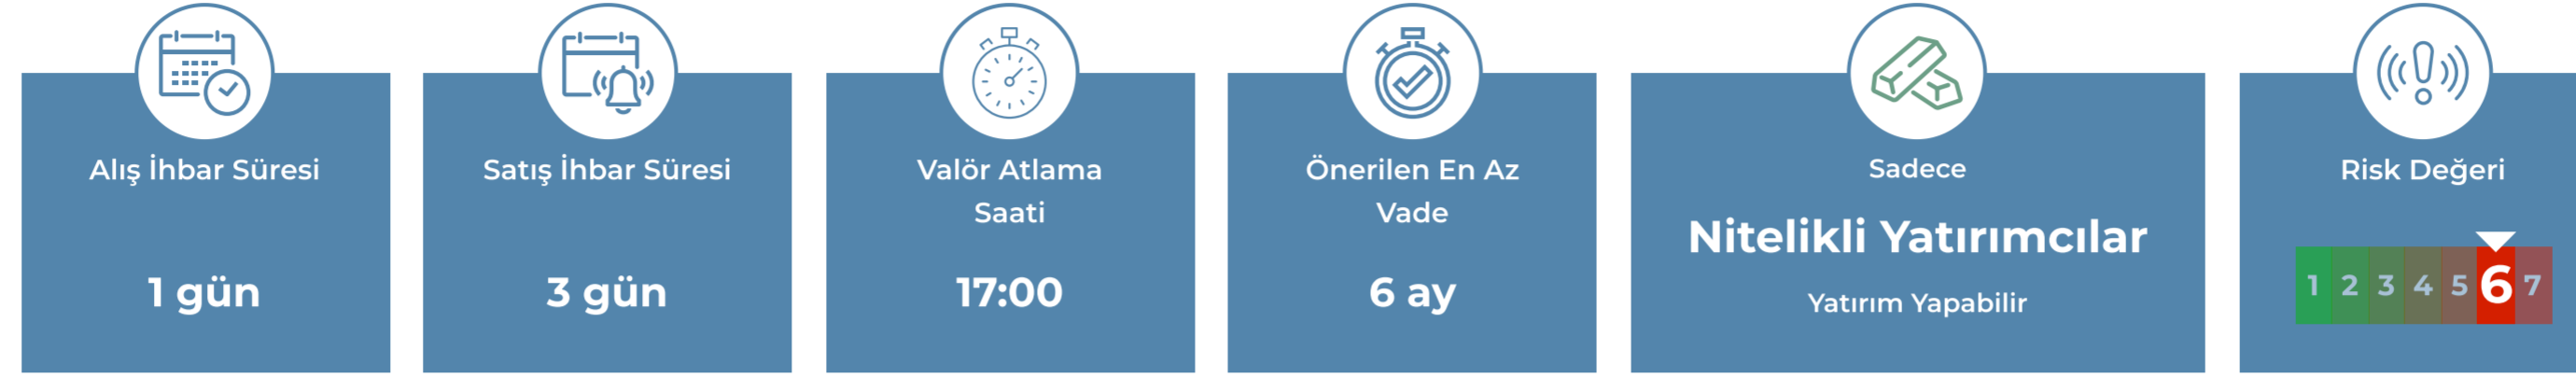 Alış İhbar Süresi
1 gün
Satış İhbar Süresi
3 gün
Valör Atlama
Saati
17:00
Önerilen En Az
Vade
6 ay
Sadece
Nitelikli Yatırımcılar
Yatırım Yapabilir
Risk Değeri
1 2 3 4 5 6 7